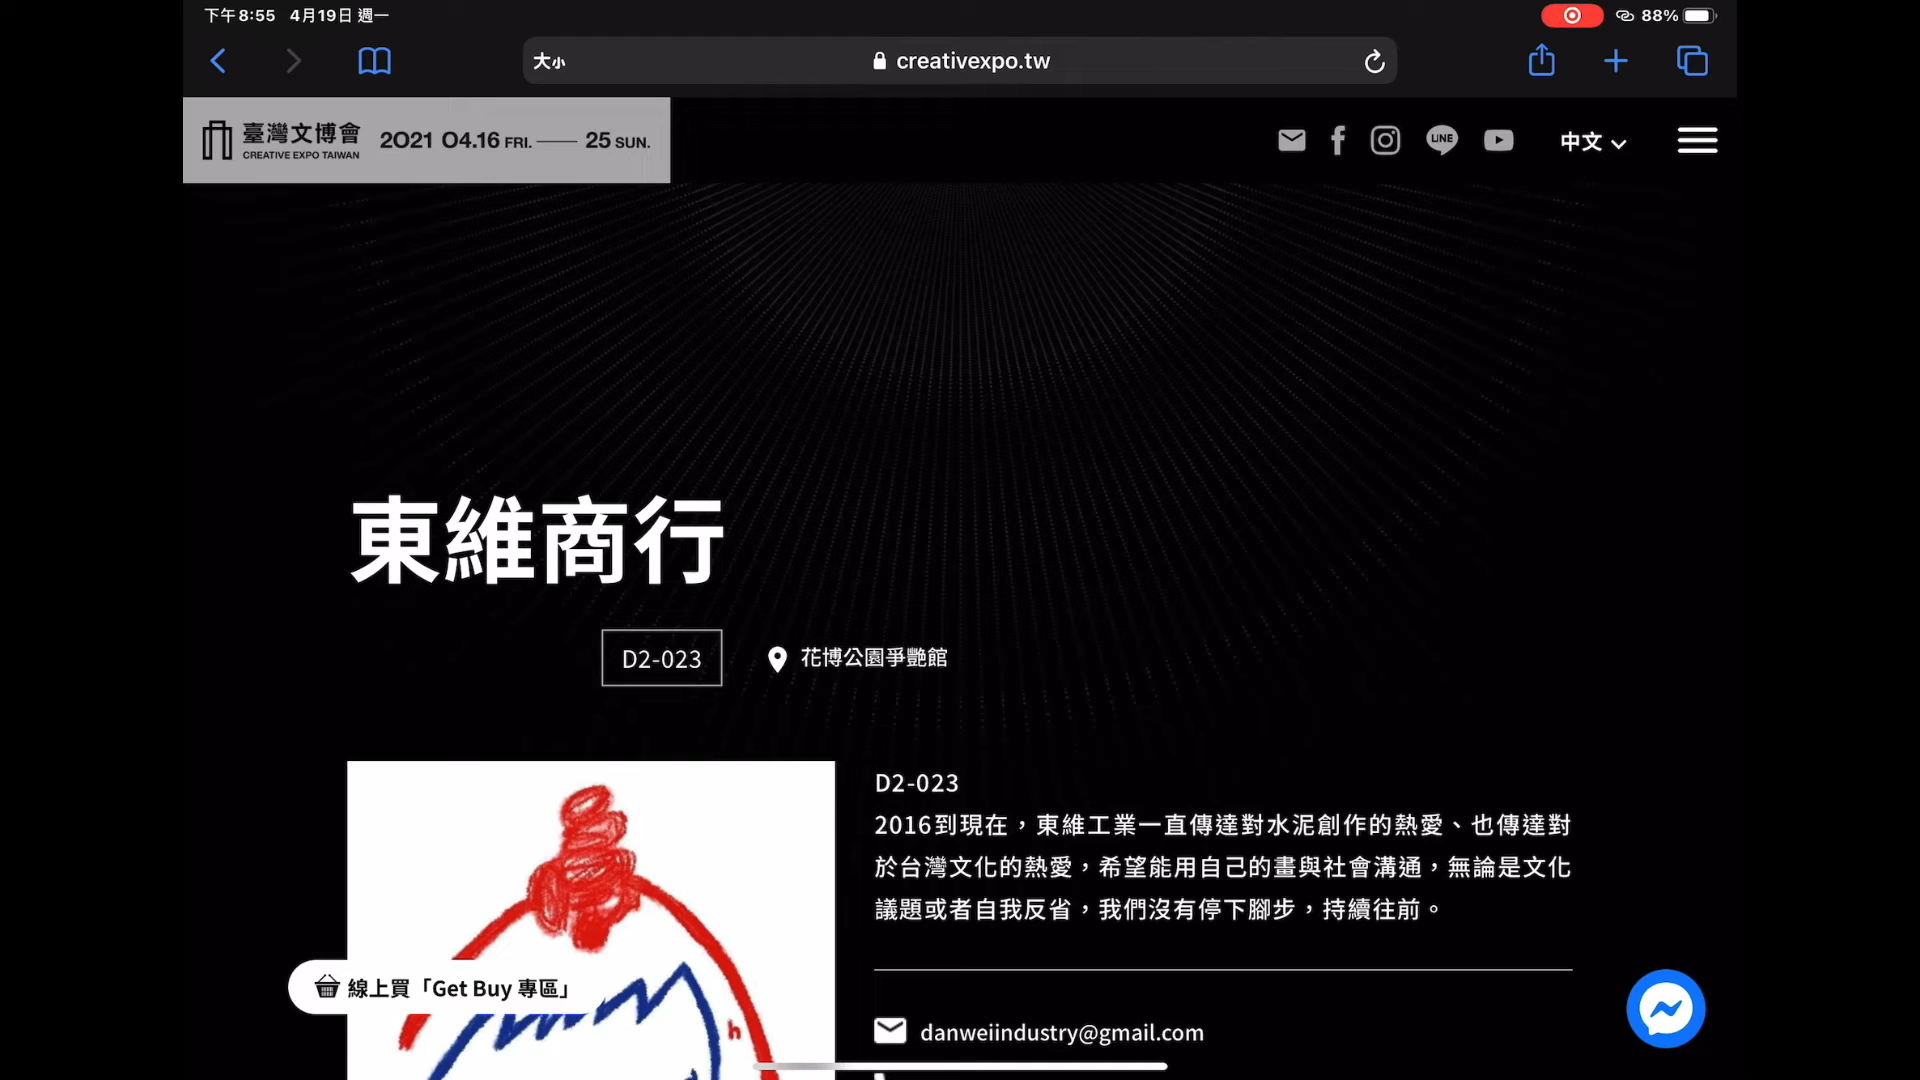 下午8:55 4月19日 週一
88%
大小
creativexpo.tw
臺灣文博會
CREATIVE EXPO TAIWAN
2021 04.16 FRI. —— 25 SUN.
LINE
中文
東維商行
D2-023
花博公園爭艷館
D2-023
2016到現在，東維工業一直傳達對水泥創作的熱愛、也傳達對
於台灣文化的熱愛，希望能用自己的畫與社會溝通，無論是文化
議題或者自我反省，我們沒有停下腳步，持續往前。
線上買「Get Buy 專區」
h
danweiindustry@gmail.com